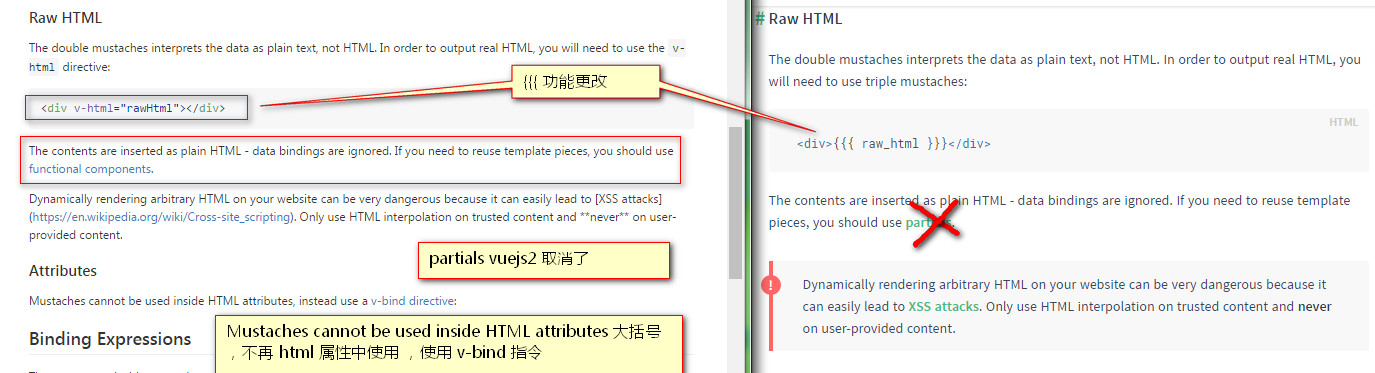 Raw HTML
The double mustaches interprets the data as plain text, not HTML. In order to output real HTML, you will need to use the v-
html directive:
{{{ 功能更改
<div v-html="rawHtml"></div>
The contents are inserted as plain HTML - data bindings are ignored. If you need to reuse template pieces, you should use
functional components.
Dynamically rendering arbitrary HTML on your website can be very dangerous because it can easily lead to [XSS attacks]
(https://en.wikipedia.org/wiki/Cross-site_scripting). Only use HTML interpolation on trusted content and **never** on user-
provided content.
partials vuejs2 取消了
Attributes
Mustaches cannot be used inside HTML attributes, instead use a v-bind directive:
Binding Expressions
Mustaches cannot be used inside HTML attributes 大括号
，不再 html 属性中使用 ，使用 v-bind 指令
# Raw HTML
The double mustaches interprets the data as plain text, not HTML. In order to output real HTML, you
will need to use triple mustaches:
HTML
<div>{{{ raw_html }}}</div>
The contents are inserted as plain HTML - data bindings are ignored. If you need to reuse template
pieces, you should use partials.
!
Dynamically rendering arbitrary HTML on your website can be very dangerous because it
can easily lead to XSS attacks. Only use HTML interpolation on trusted content and never
on user-provided content.